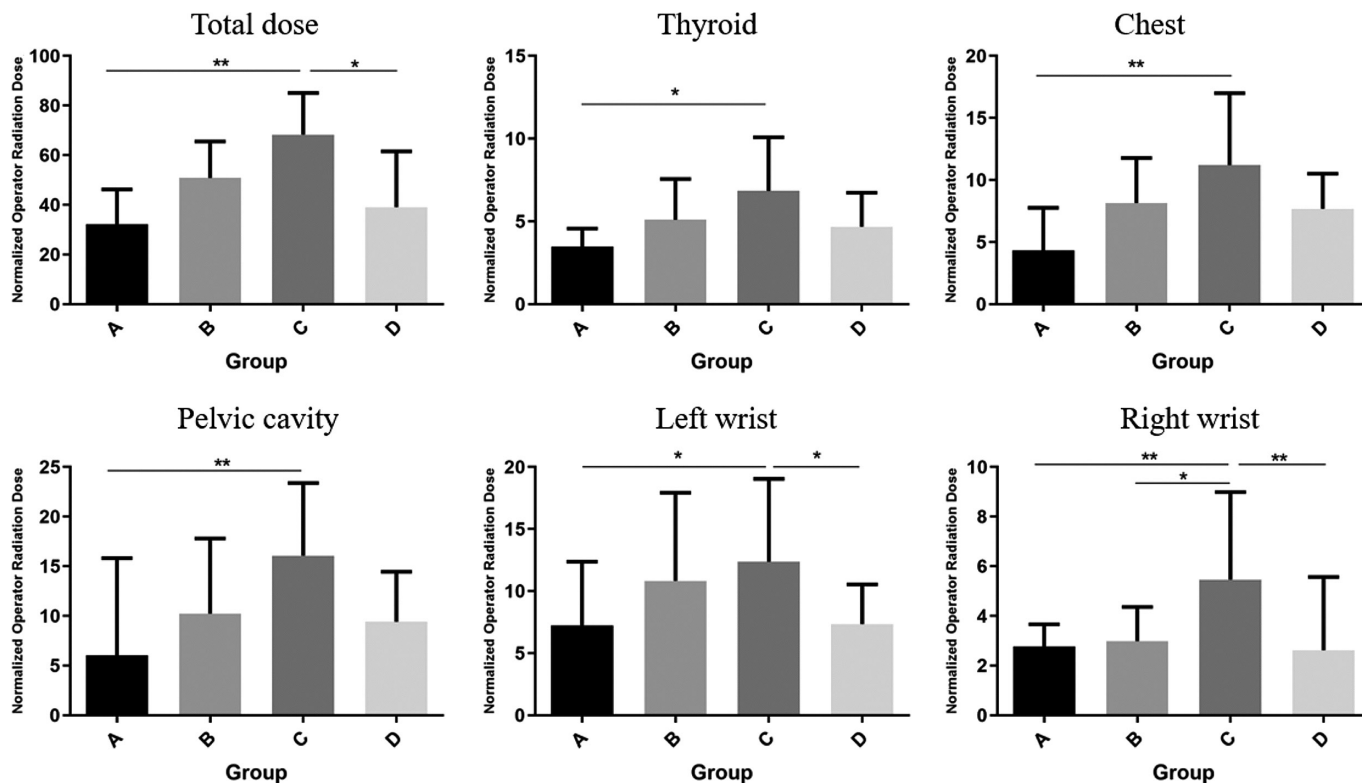 Total dose
Normalized Operator Radiation Dose
100
80
60
40
20
0
**
*
A
B
C
D
Group
Thyroid
Normalized Operator Radiation Dose
15
10
5
0
*
A
B
C
D
Group
Chest
Normalized Operator Radiation Dose
20
15
10
5
0
**
A
B
C
D
Group
Pelvic cavity
Normalized Operator Radiation Dose
25
20
15
10
5
0
**
A
B
C
D
Group
Left wrist
Normalized Operator Radiation Dose
20
15
10
5
0
*
*
A
B
C
D
Group
Right wrist
Normalized Operator Radiation Dose
10
8
6
4
2
0
**
**
*
A
B
C
D
Group